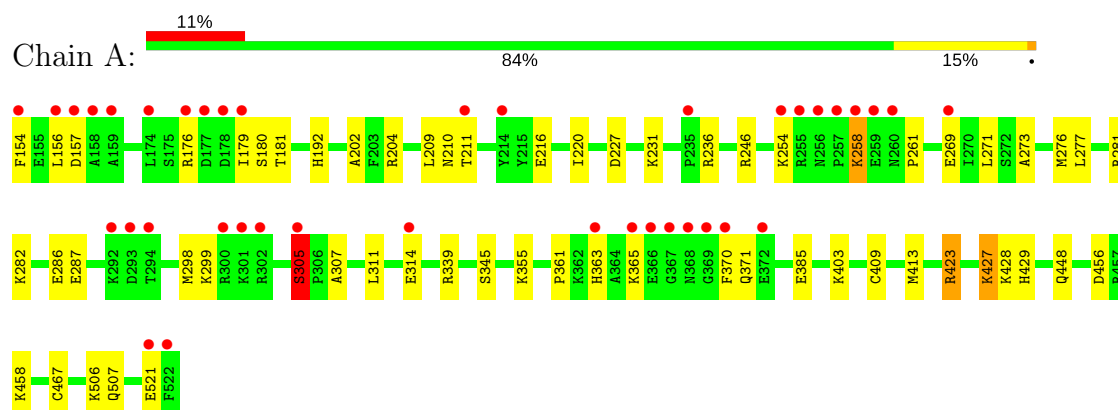 11%
Chain A:
84%
15%
F154 E155 L156 D157 A158 A159 L174 S175 R176 D177 D178 I179 S180 T181 H192 A202 F203 R204 L209 N210 T211 Y214 Y215 E216 I220 D227 K231 P235 R236 R246 K254 R255 N256 P257 K258 E259 N260 P261 E269 I270 L271 S272 A273 M276 L277
K282 E286 E287 K292 D293 T294 M298 K299 R300 K301 R302 S305 P306 A307 L311 E314 R339 S345 K355 P361 K362 H363 A364 K365 E366 G367 N368 G369 F370 Q371 E372 E385 K403 C409 M413 R423 K427 K428 H429 Q448 D456
K458 C467 K506 Q507 E521 F522